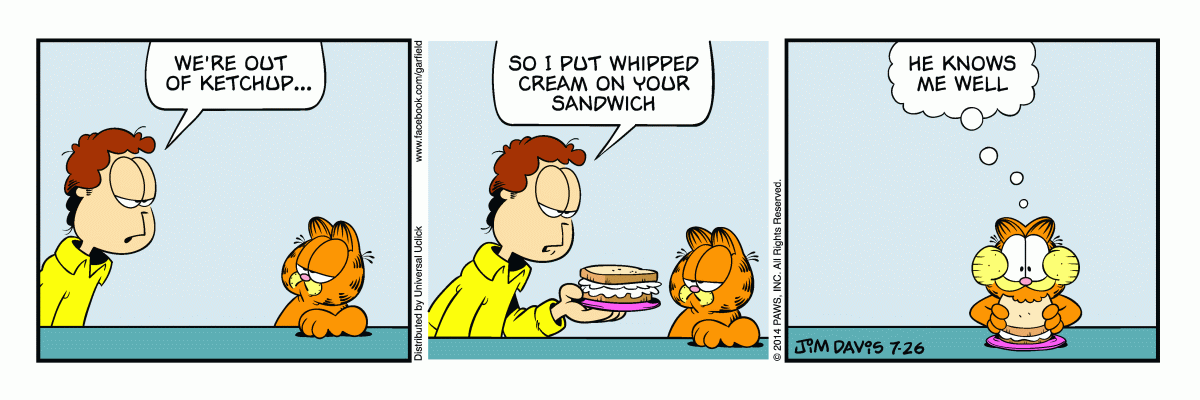 WE'RE OUT
OF KETCHUP...
www.facebook.com/garfield
Distributed by Universal Uclick
SO I PUT WHIPPED
CREAM ON YOUR
SANDWICH
© 2014 PAWS, INC. All Rights Reserved.
HE KNOWS
ME WELL
JIM DAVIS 7-26